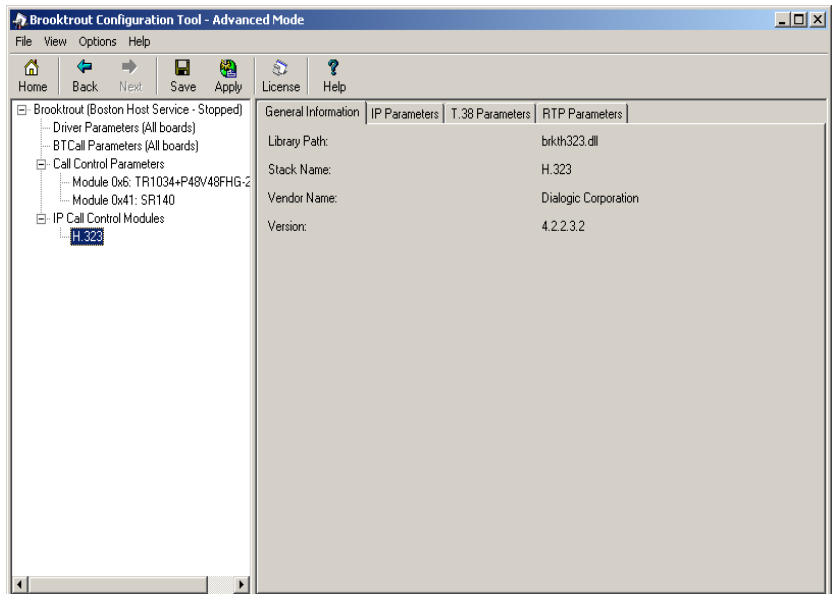 Brooktrout Configuration Tool - Advanced Mode
File View Options Help
Home Back Next Save Apply License Help
Brooktrout (Boston Host Service - Stopped)
Driver Parameters (All boards)
BTCall Parameters (All boards)
Call Control Parameters
Module 0x6: TR1034+P48V48FHG-2
Module 0x41: SR140
IP Call Control Modules
H.323
General Information IP Parameters T.38 Parameters RTP Parameters
Library Path: brkth323.dll
Stack Name: H.323
Vendor Name: Dialogic Corporation
Version: 4.2.2.3.2